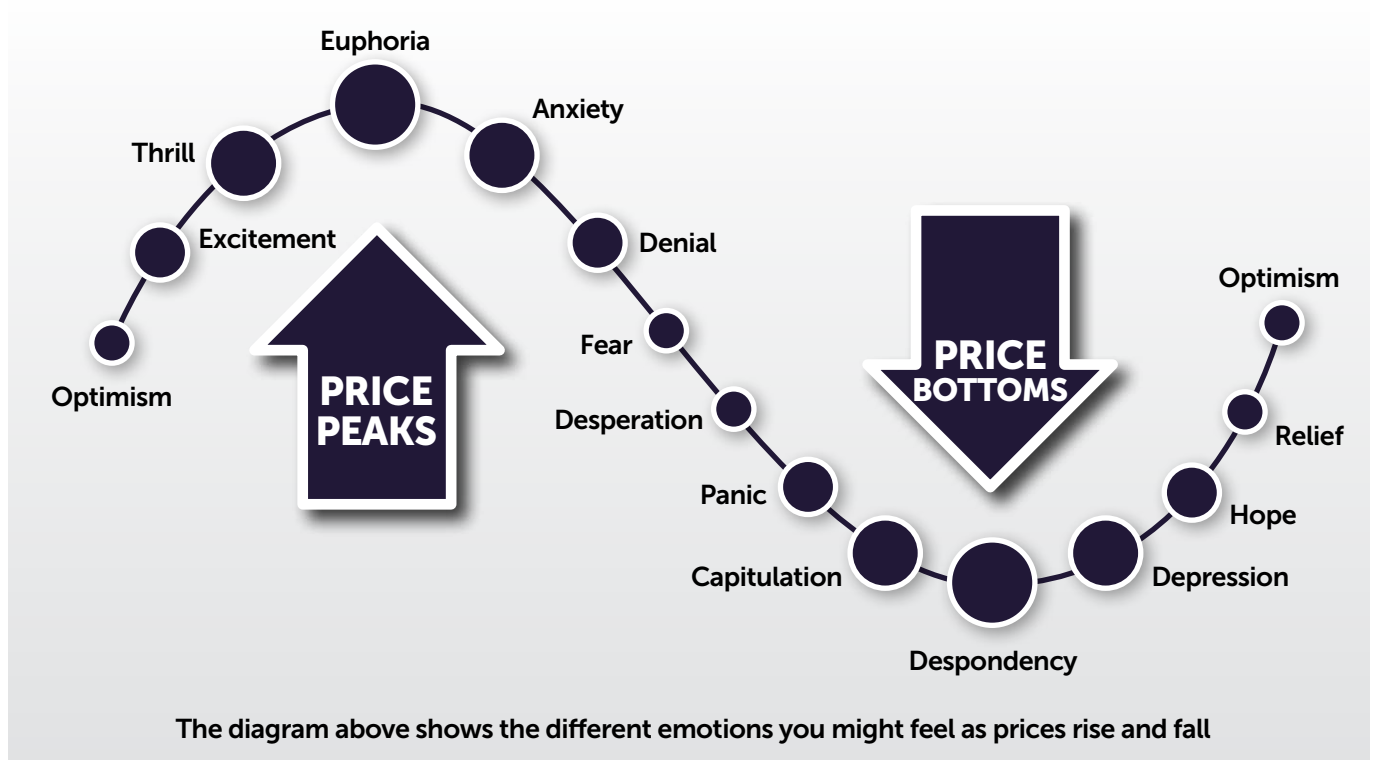 Euphoria
Anxiety
Thrill
Excitement
Denial
Optimism
Fear
PRICE
PEAKS
Desperation
Panic
Capitulation
Despondency
PRICE
BOTTOMS
Depression
Hope
Relief
Optimism
The diagram above shows the different emotions you might feel as prices rise and fall